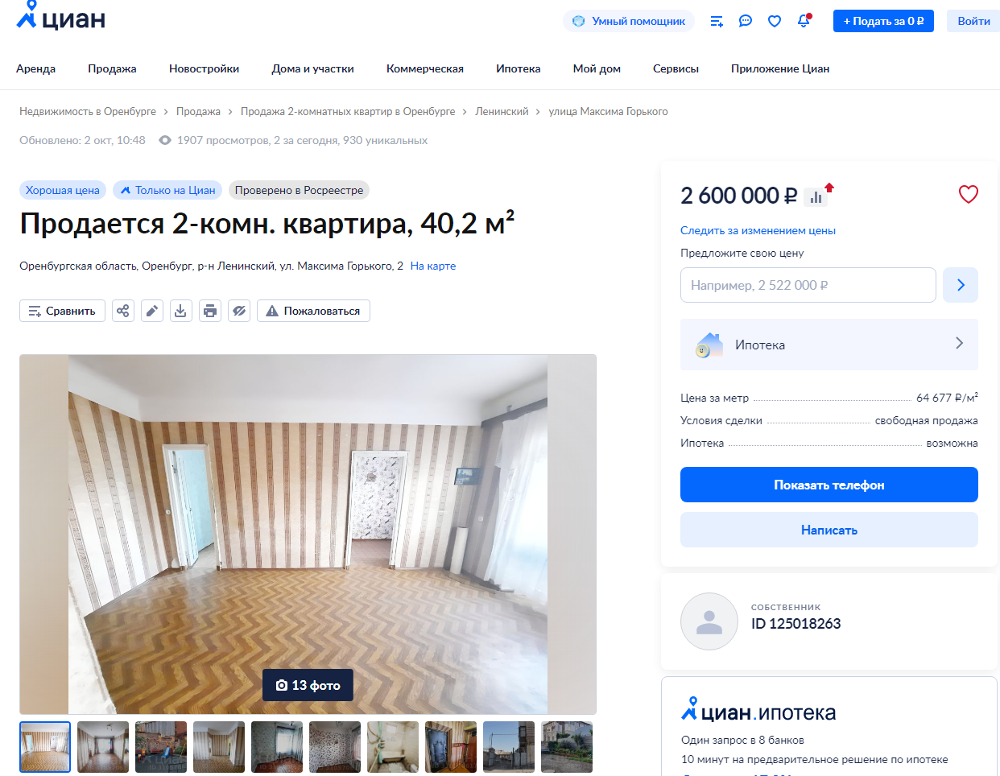 циан
Умный помощник
+ Подать за 0 ₽
Войти
Аренда
Продажа
Новостройки
Дома и участки
Коммерческая
Ипотека
Мой дом
Сервисы
Приложение Циан
Недвижимость в Оренбурге > Продажа > Продажа 2-комнатных квартир в Оренбурге > Ленинский > улица Максима Горького
Обновлено: 2 окт, 10:48 1907 просмотров, 2 за сегодня, 930 уникальных
Хорошая цена
Только на Циан
Проверено в Росреестре
Продается 2-комн. квартира, 40,2 м²
Оренбургская область, Оренбург, р-н Ленинский, ул. Максима Горького, 2 На карте
Сравнить
Пожаловаться
13 фото
2 600 000 ₽
Следить за изменением цены
Предложите свою цену
Например, 2 522 000 ₽
Ипотека
Цена за метр 64 677 ₽/м²
Условия сделки свободная продажа
Ипотека возможна
Показать телефон
Написать
СОБСТВЕННИК
ID 125018263
циан.ипотека
Один запрос в 8 банков
10 минут на предварительное решение по ипотеке